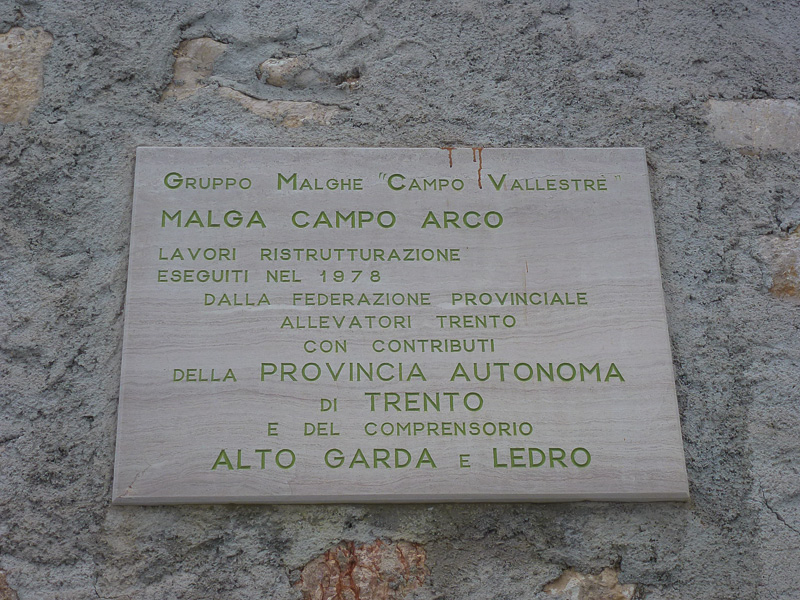 GRUPPO MALGHE "CAMPO VALLESTRE"
MALGA CAMPO ARCO
LAVORI RISTRUTTURAZIONE
ESEGUITI NEL 1978
DALLA FEDERAZIONE PROVINCIALE
ALLEVATORI TRENTO
CON CONTRIBUTI
DELLA PROVINCIA AUTONOMA
DI TRENTO
E DEL COMPRENSORIO
ALTO GARDA E LEDRO